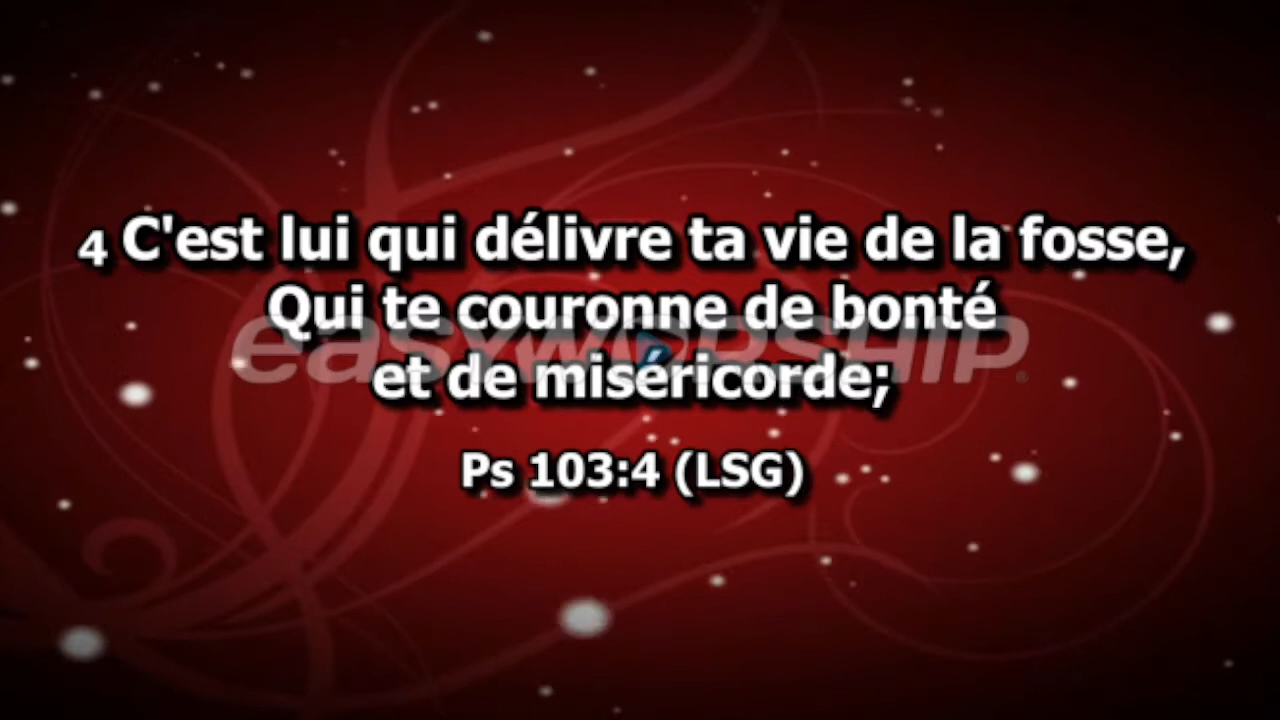 4 C'est lui qui délivre ta vie de la fosse,
Qui te couronne de bonté
easyworship
et de miséricorde;
Ps 103:4 (LSG)